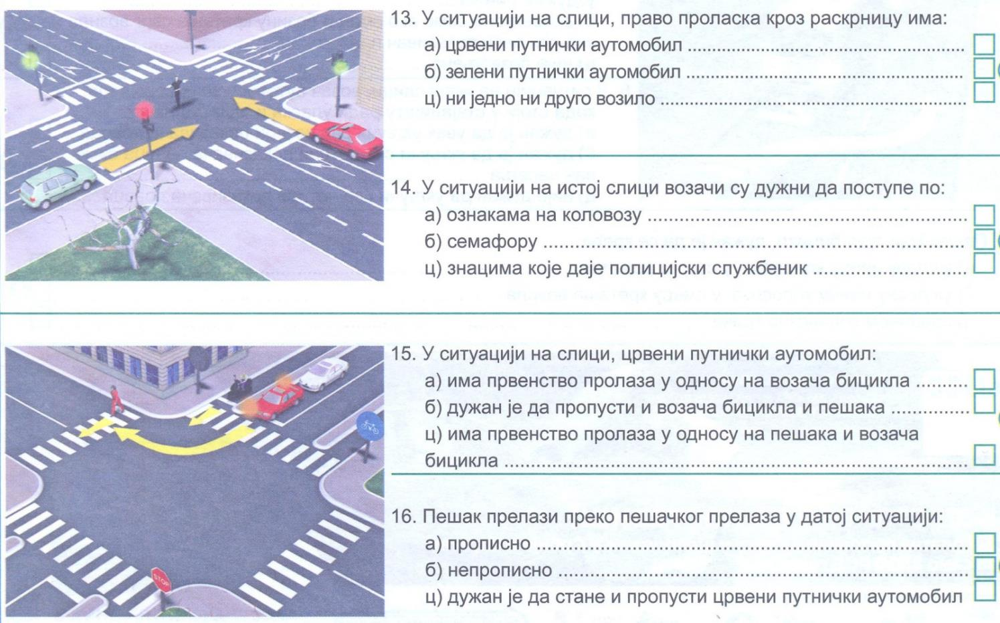 13. У ситуацији на слици, право проласка кроз раскрницу има:
а) црвени путнички аутомобил
б) зелени путнички аутомобил
ц) ни једно ни друго возило
14. У ситуацији на истој слици возачи су дужни да поступе по:
а) ознакама на коловозу
б) семафору
ц) знацима које даје полицијски службеник
15. У ситуацији на слици, црвени путнички аутомобил:
а) има првенство пролаза у односу на возача бицикла
б) дужан је да пропусти и возача бицикла и пешака
ц) има првенство пролаза у односу на пешака и возача
бицикла
STOP
16. Пешак прелази преко пешачког прелаза у датој ситуацији:
а) прописно
б) непрописно
ц) дужан је да стане и пропусти црвени путнички аутомобил